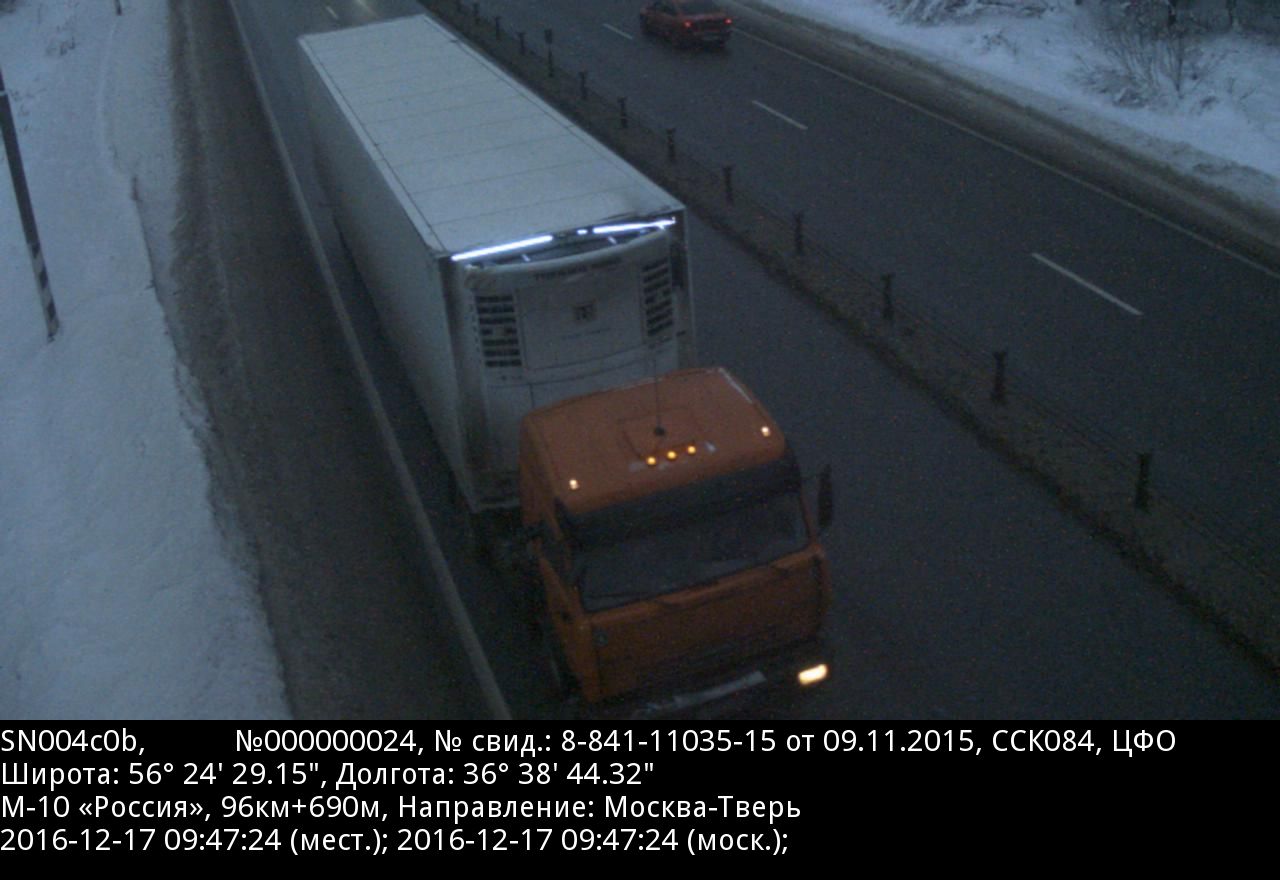 SN004c0b, №000000024, № свид.: 8-841-11035-15 от 09.11.2015, ССК084, ЦФО
Широта: 56° 24' 29.15", Долгота: 36° 38' 44.32"
М-10 «Россия», 96км+690м, Направление: Москва-Тверь
2016-12-17 09:47:24 (мест.); 2016-12-17 09:47:24 (моск.);